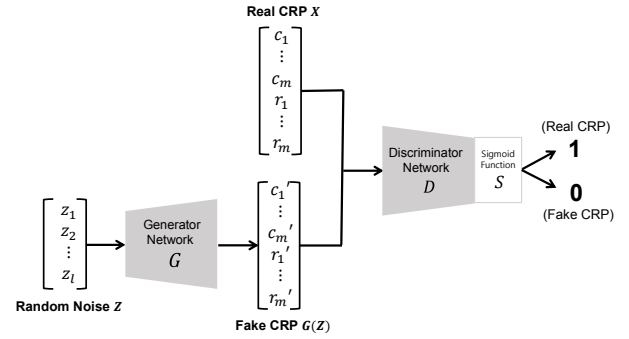 Real CRP X
c₁
⋮
cₘ
r₁
⋮
rₘ
(Real CRP)
1
Discriminator
Network
D
Sigmoid
Function
S
0
(Fake CRP)
z₁
z₂
⋮
z_l
Random Noise Z
Generator
Network
G
c₁′
⋮
cₘ′
r₁′
⋮
rₘ′
Fake CRP G(Z)